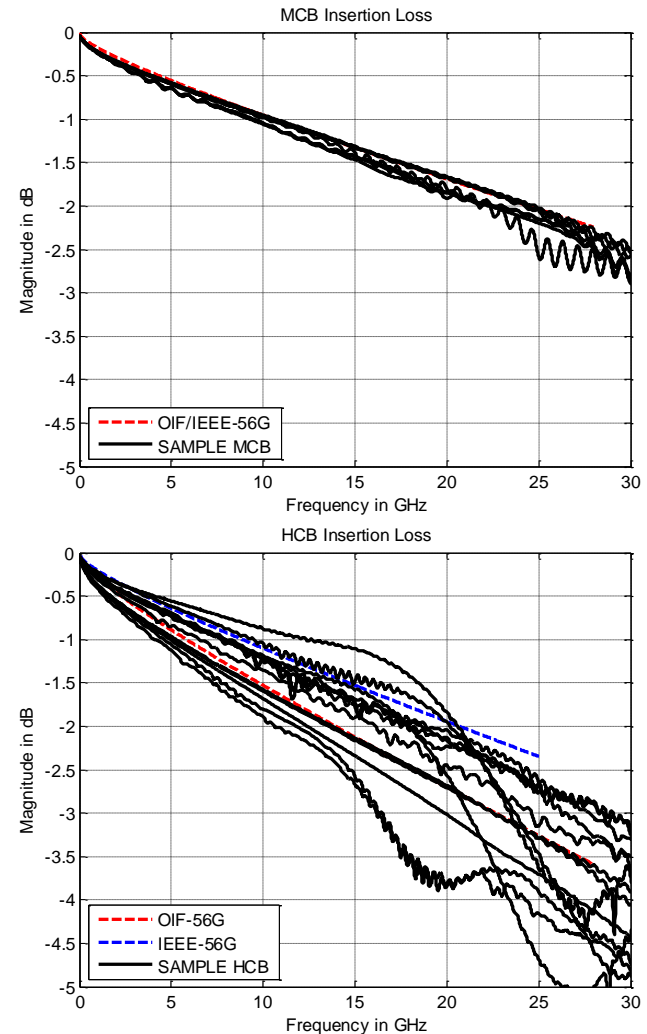 MCB Insertion Loss
Magnitude in dB
0
-0.5
-1
-1.5
-2
-2.5
-3
-3.5
-4
-4.5
-5
OIF/IEEE-56G
SAMPLE MCB
0 5 10 15 20 25 30
Frequency in GHz
HCB Insertion Loss
Magnitude in dB
0
-0.5
-1
-1.5
-2
-2.5
-3
-3.5
-4
-4.5
-5
OIF-56G
IEEE-56G
SAMPLE HCB
0 5 10 15 20 25 30
Frequency in GHz